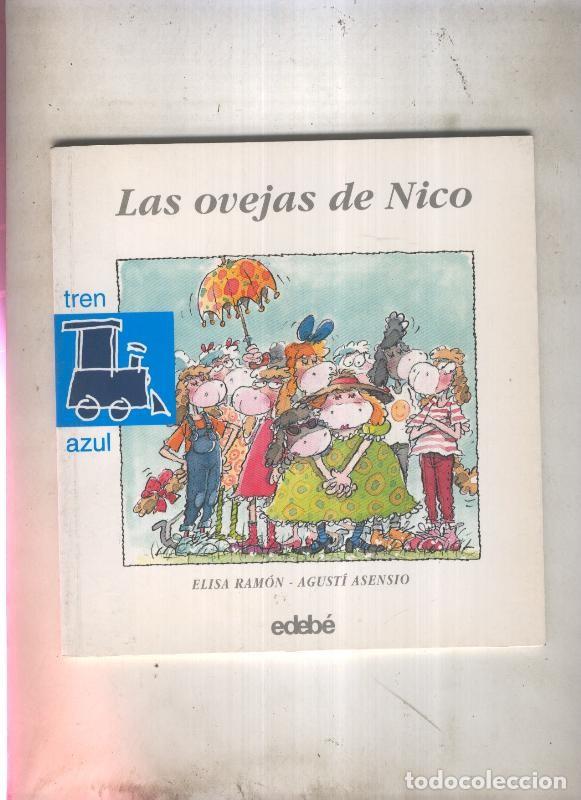 Las ovejas de Nico
tren
azul
ELISA RAMÓN - AGUSTÍ ASENSIO
edebé
todocoleccion